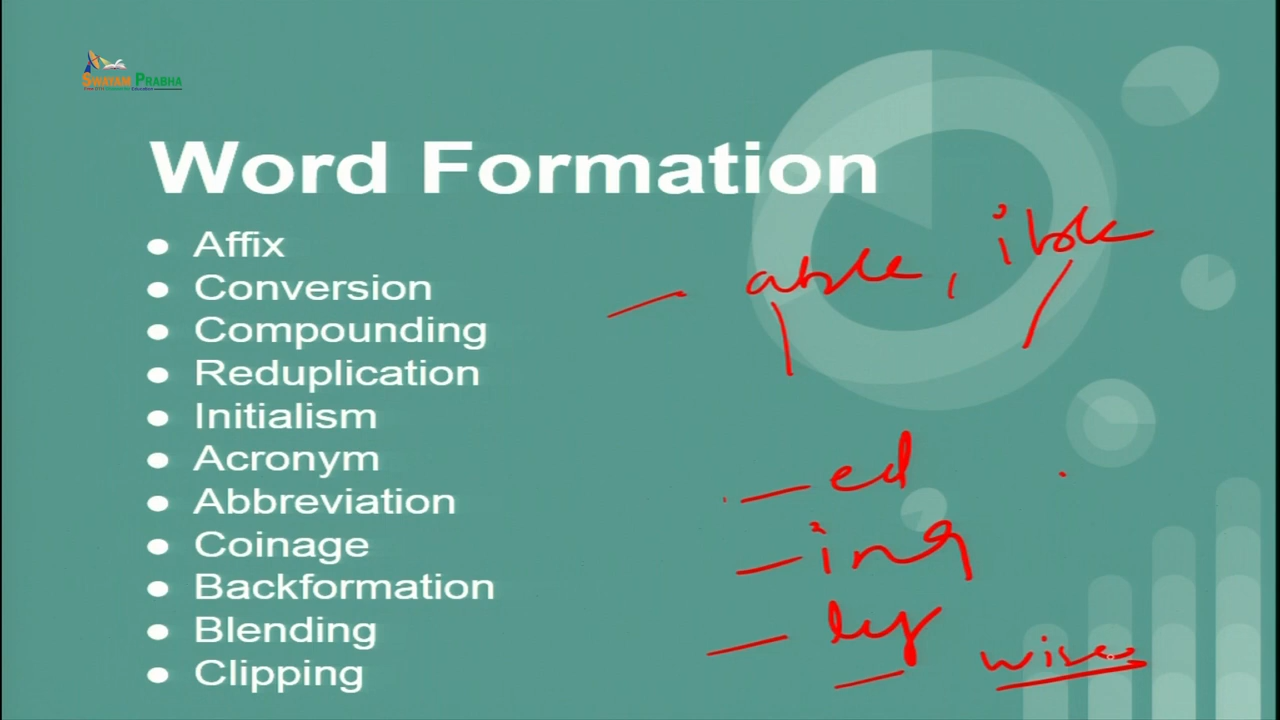 SWAYAM PRABHA
Word Formation
• Affix
• Conversion
• Compounding
• Reduplication
• Initialism
• Acronym
• Abbreviation
• Coinage
• Backformation
• Blending
• Clipping
— able, ible
— ed
— ing
— ly
wise